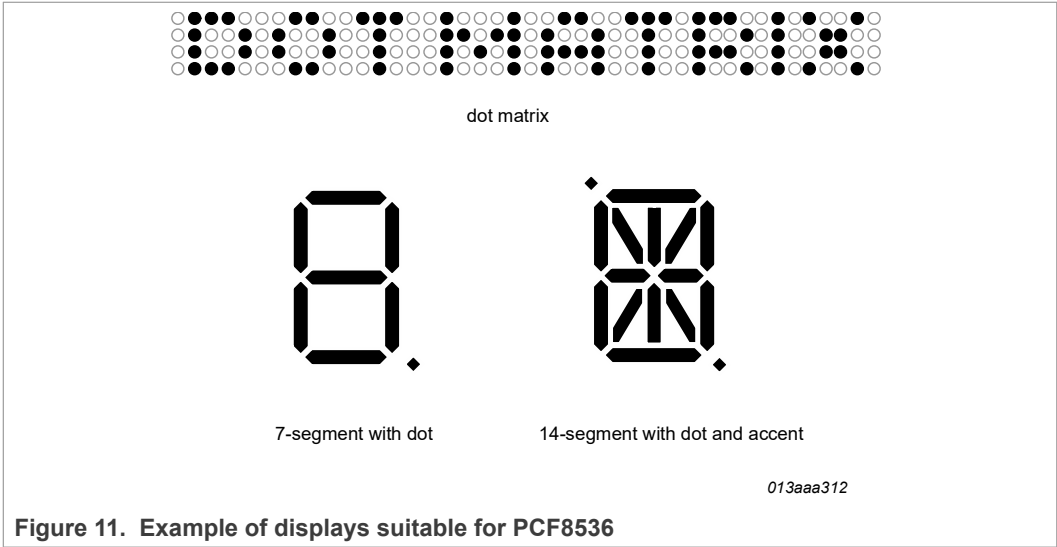 DOTMATRIX
dot matrix
7-segment with dot
14-segment with dot and accent
013aaa312
Figure 11. Example of displays suitable for PCF8536